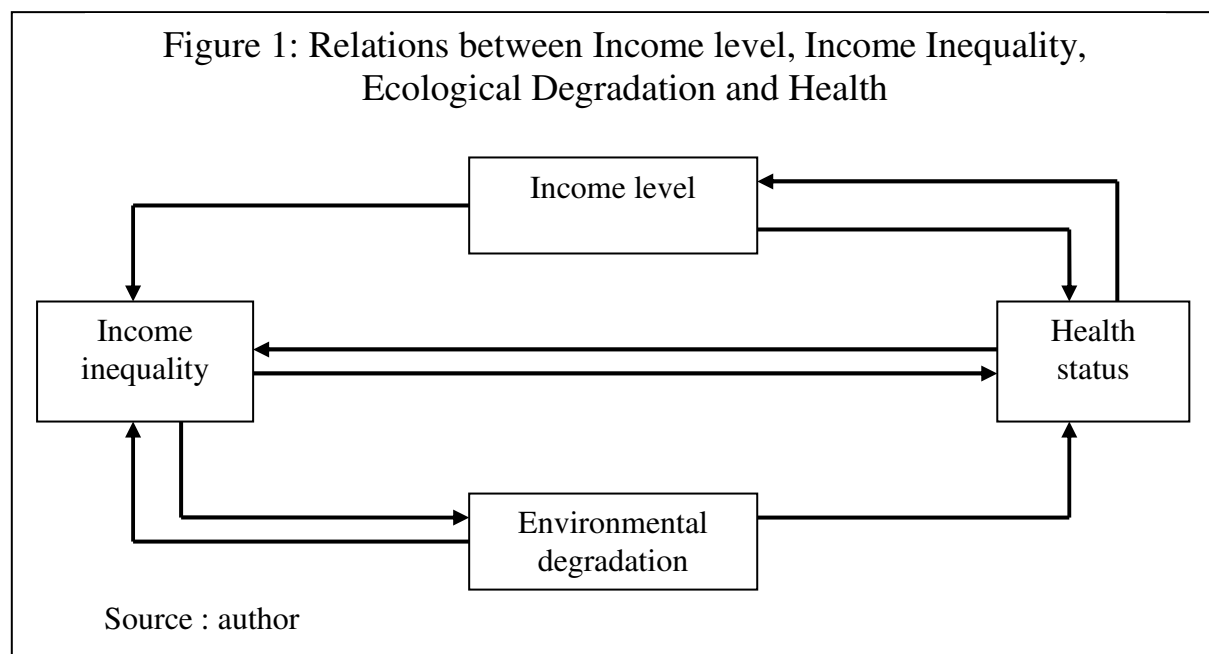 Figure 1: Relations between Income level, Income Inequality,
Ecological Degradation and Health
Income level
Income
inequality
Health
status
Environmental
degradation
Source : author